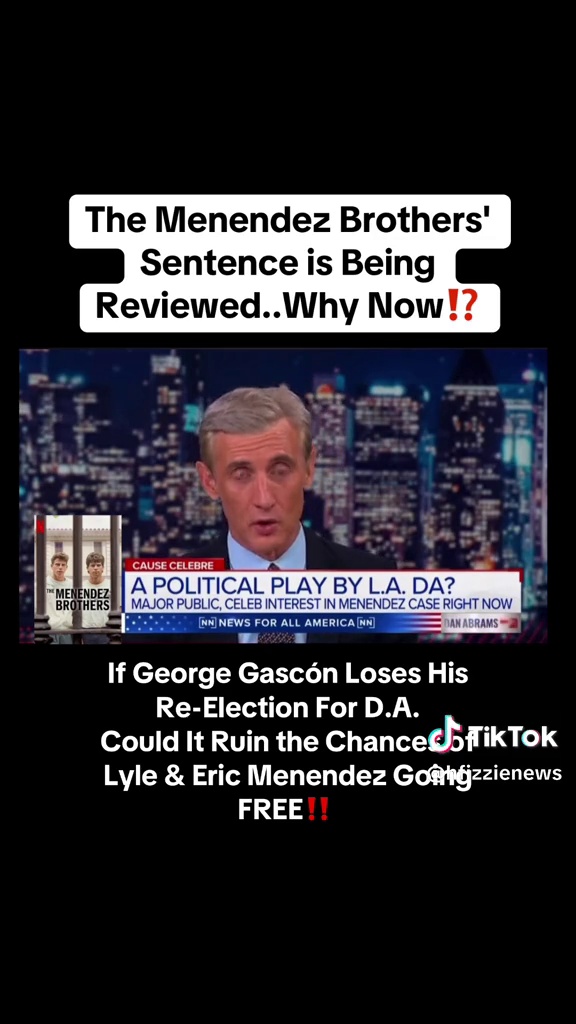 The Menendez Brothers'
Sentence is Being
Reviewed..Why Now⁉️
CAUSE CELEBRE
A POLITICAL PLAY BY L.A. DA?
MAJOR PUBLIC, CELEB INTEREST IN MENENDEZ CASE RIGHT NOW
NN NEWS FOR ALL AMERICA NN
DAN ABRAMS
THE MENENDEZ
BROTHERS
If George Gascón Loses His
Re-Election For D.A.
Could It Ruin the Chances of
Lyle & Eric Menendez Going
FREE‼️
TikTok